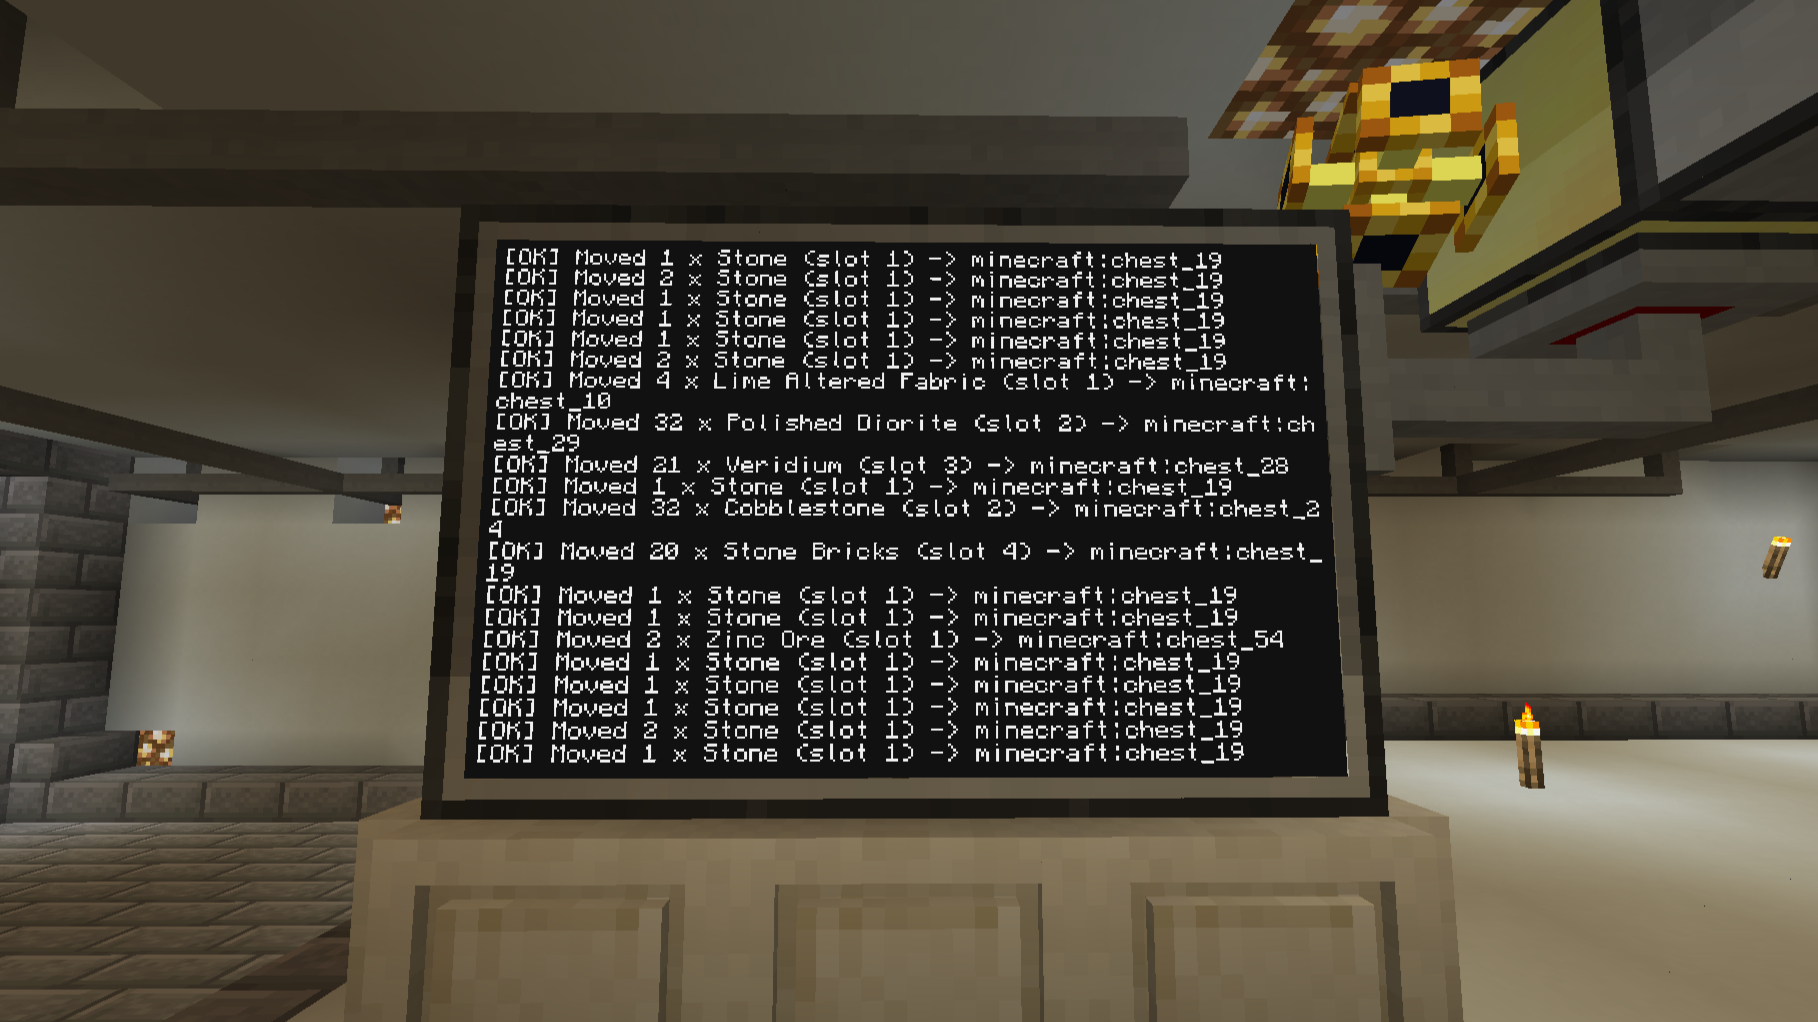 [OK] Moved 1 x Stone (slot 1) -> minecraft:chest_19
[OK] Moved 2 x Stone (slot 1) -> minecraft:chest_19
[OK] Moved 1 x Stone (slot 1) -> minecraft:chest_19
[OK] Moved 1 x Stone (slot 1) -> minecraft:chest_19
[OK] Moved 1 x Stone (slot 1) -> minecraft:chest_19
[OK] Moved 2 x Stone (slot 1) -> minecraft:chest_19
[OK] Moved 4 x Lime Altered Fabric (slot 1) -> minecraft:
chest_10
[OK] Moved 32 x Polished Diorite (slot 2) -> minecraft:ch
est_29
[OK] Moved 21 x Veridium (slot 3) -> minecraft:chest_28
[OK] Moved 1 x Stone (slot 1) -> minecraft:chest_19
[OK] Moved 32 x Cobblestone (slot 2) -> minecraft:chest_2
4
[OK] Moved 20 x Stone Bricks (slot 4) -> minecraft:chest_
19
[OK] Moved 1 x Stone (slot 1) -> minecraft:chest_19
[OK] Moved 1 x Stone (slot 1) -> minecraft:chest_19
[OK] Moved 2 x Zinc Ore (slot 1) -> minecraft:chest_54
[OK] Moved 1 x Stone (slot 1) -> minecraft:chest_19
[OK] Moved 1 x Stone (slot 1) -> minecraft:chest_19
[OK] Moved 1 x Stone (slot 1) -> minecraft:chest_19
[OK] Moved 2 x Stone (slot 1) -> minecraft:chest_19
[OK] Moved 1 x Stone (slot 1) -> minecraft:chest_19